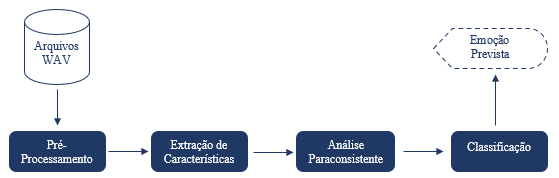 Arquivos
WAV
Emoção
Prevista
Pré-
Processamento
Extração de
Características
Análise
Paraconsistente
Classificação